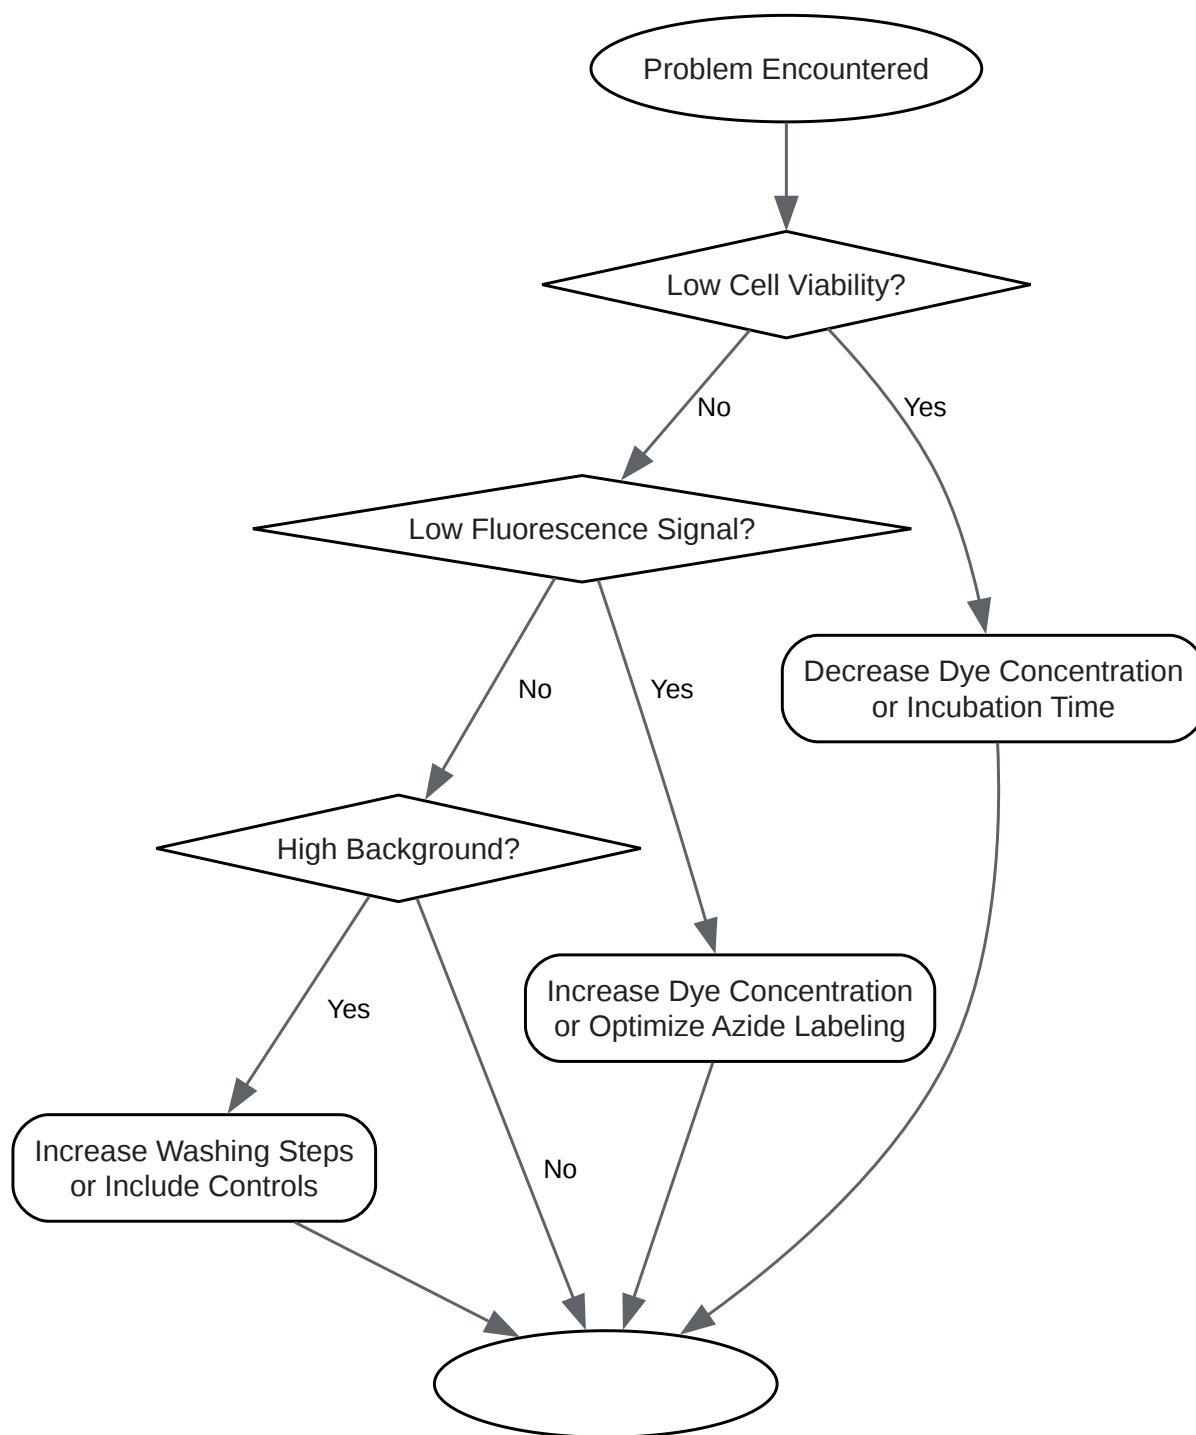 Problem Encountered
Low Cell Viability?
No
Yes
Low Fluorescence Signal?
Decrease Dye Concentration
or Incubation Time
No
Yes
High Background?
Increase Dye Concentration
or Optimize Azide Labeling
Yes
Increase Washing Steps
or Include Controls
No